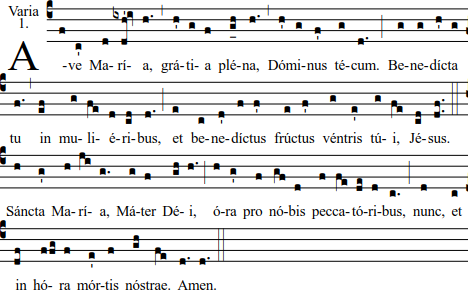 Varia
1.
A-ve Ma-rí-a, grá-ti-a plé-na, Dómi-nus técum. Be-ne-dícta
tu in mu-li-é-ri-bus, et be-ne-díctus frúctus véntris tú-i, Jé-sus.
Sáncta Ma-rí-a, Má-ter Dé-i, ó-ra pro nó-bis pecca-tó-ri-bus, nunc, et
in hó-ra mór-tis nóstrae. Amen.